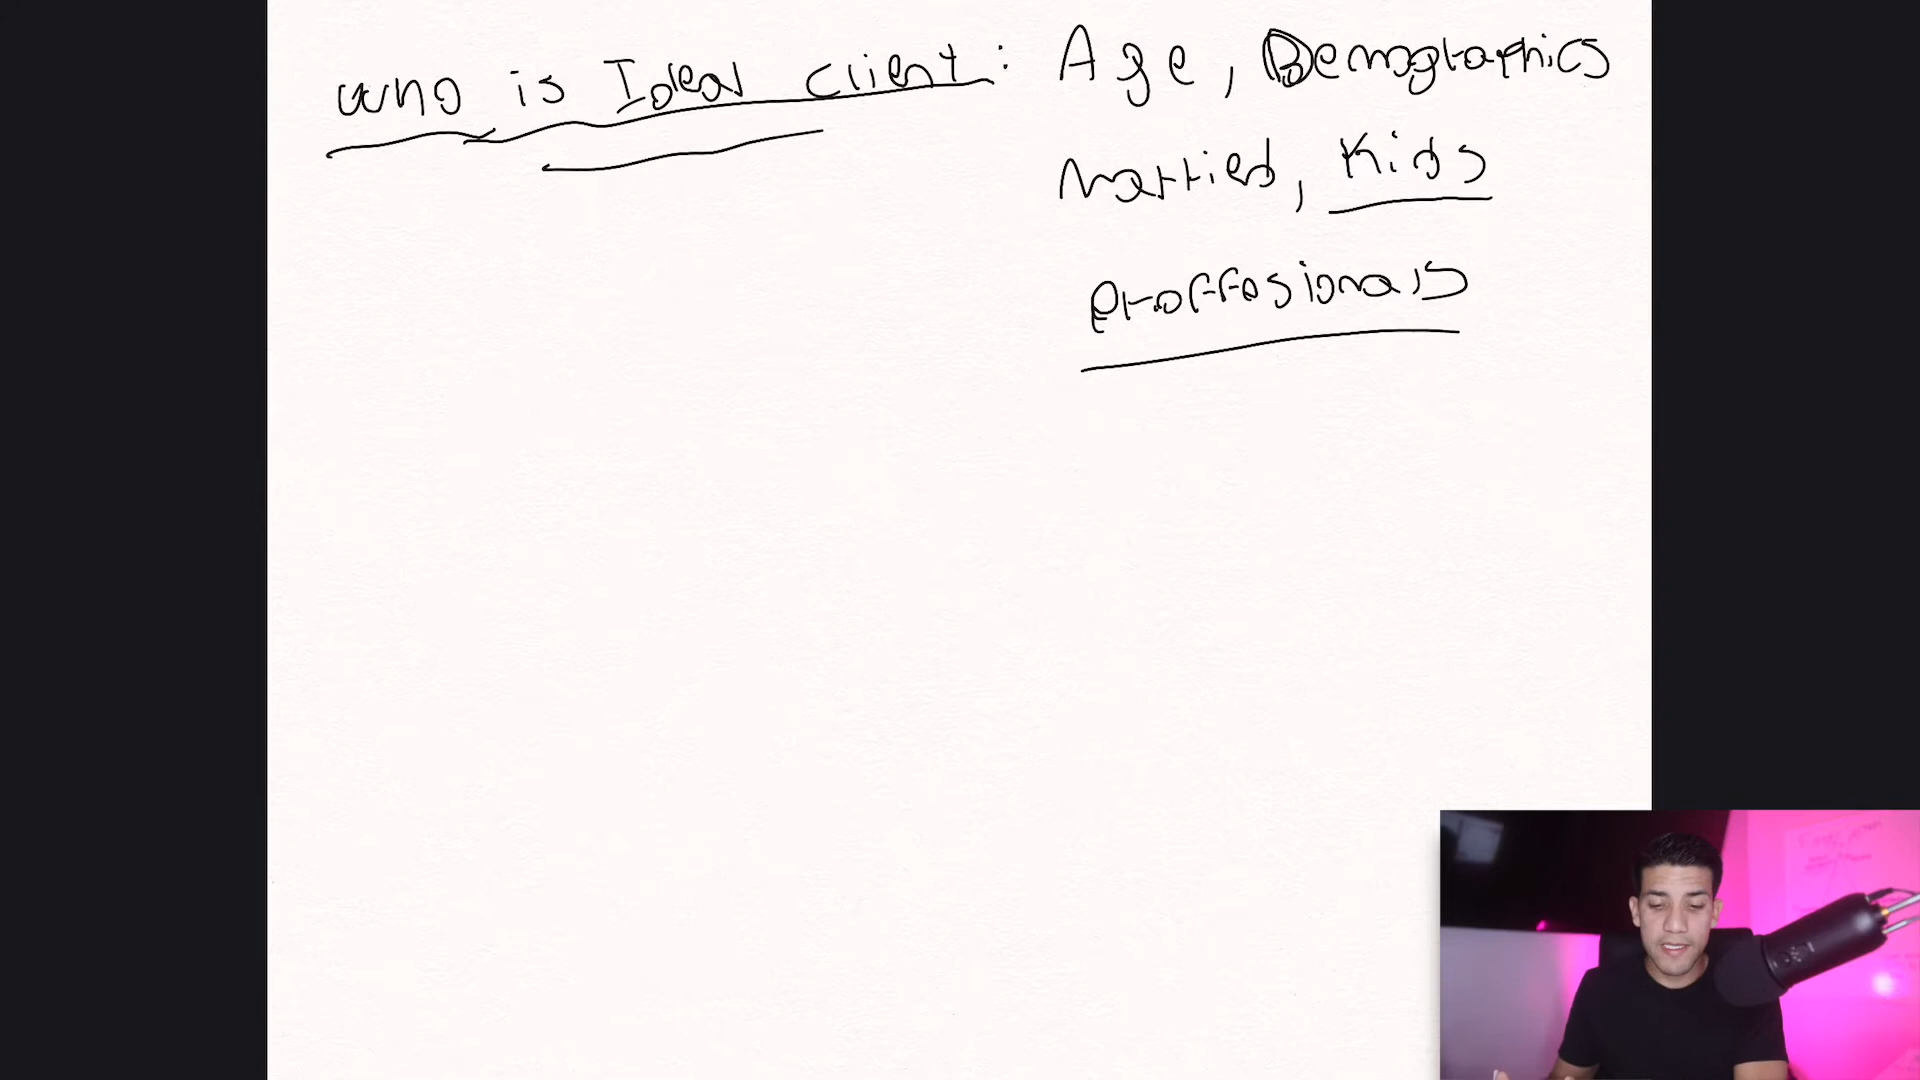 who is Ideal client: Age, Demographics
married, Kids
proffesionals